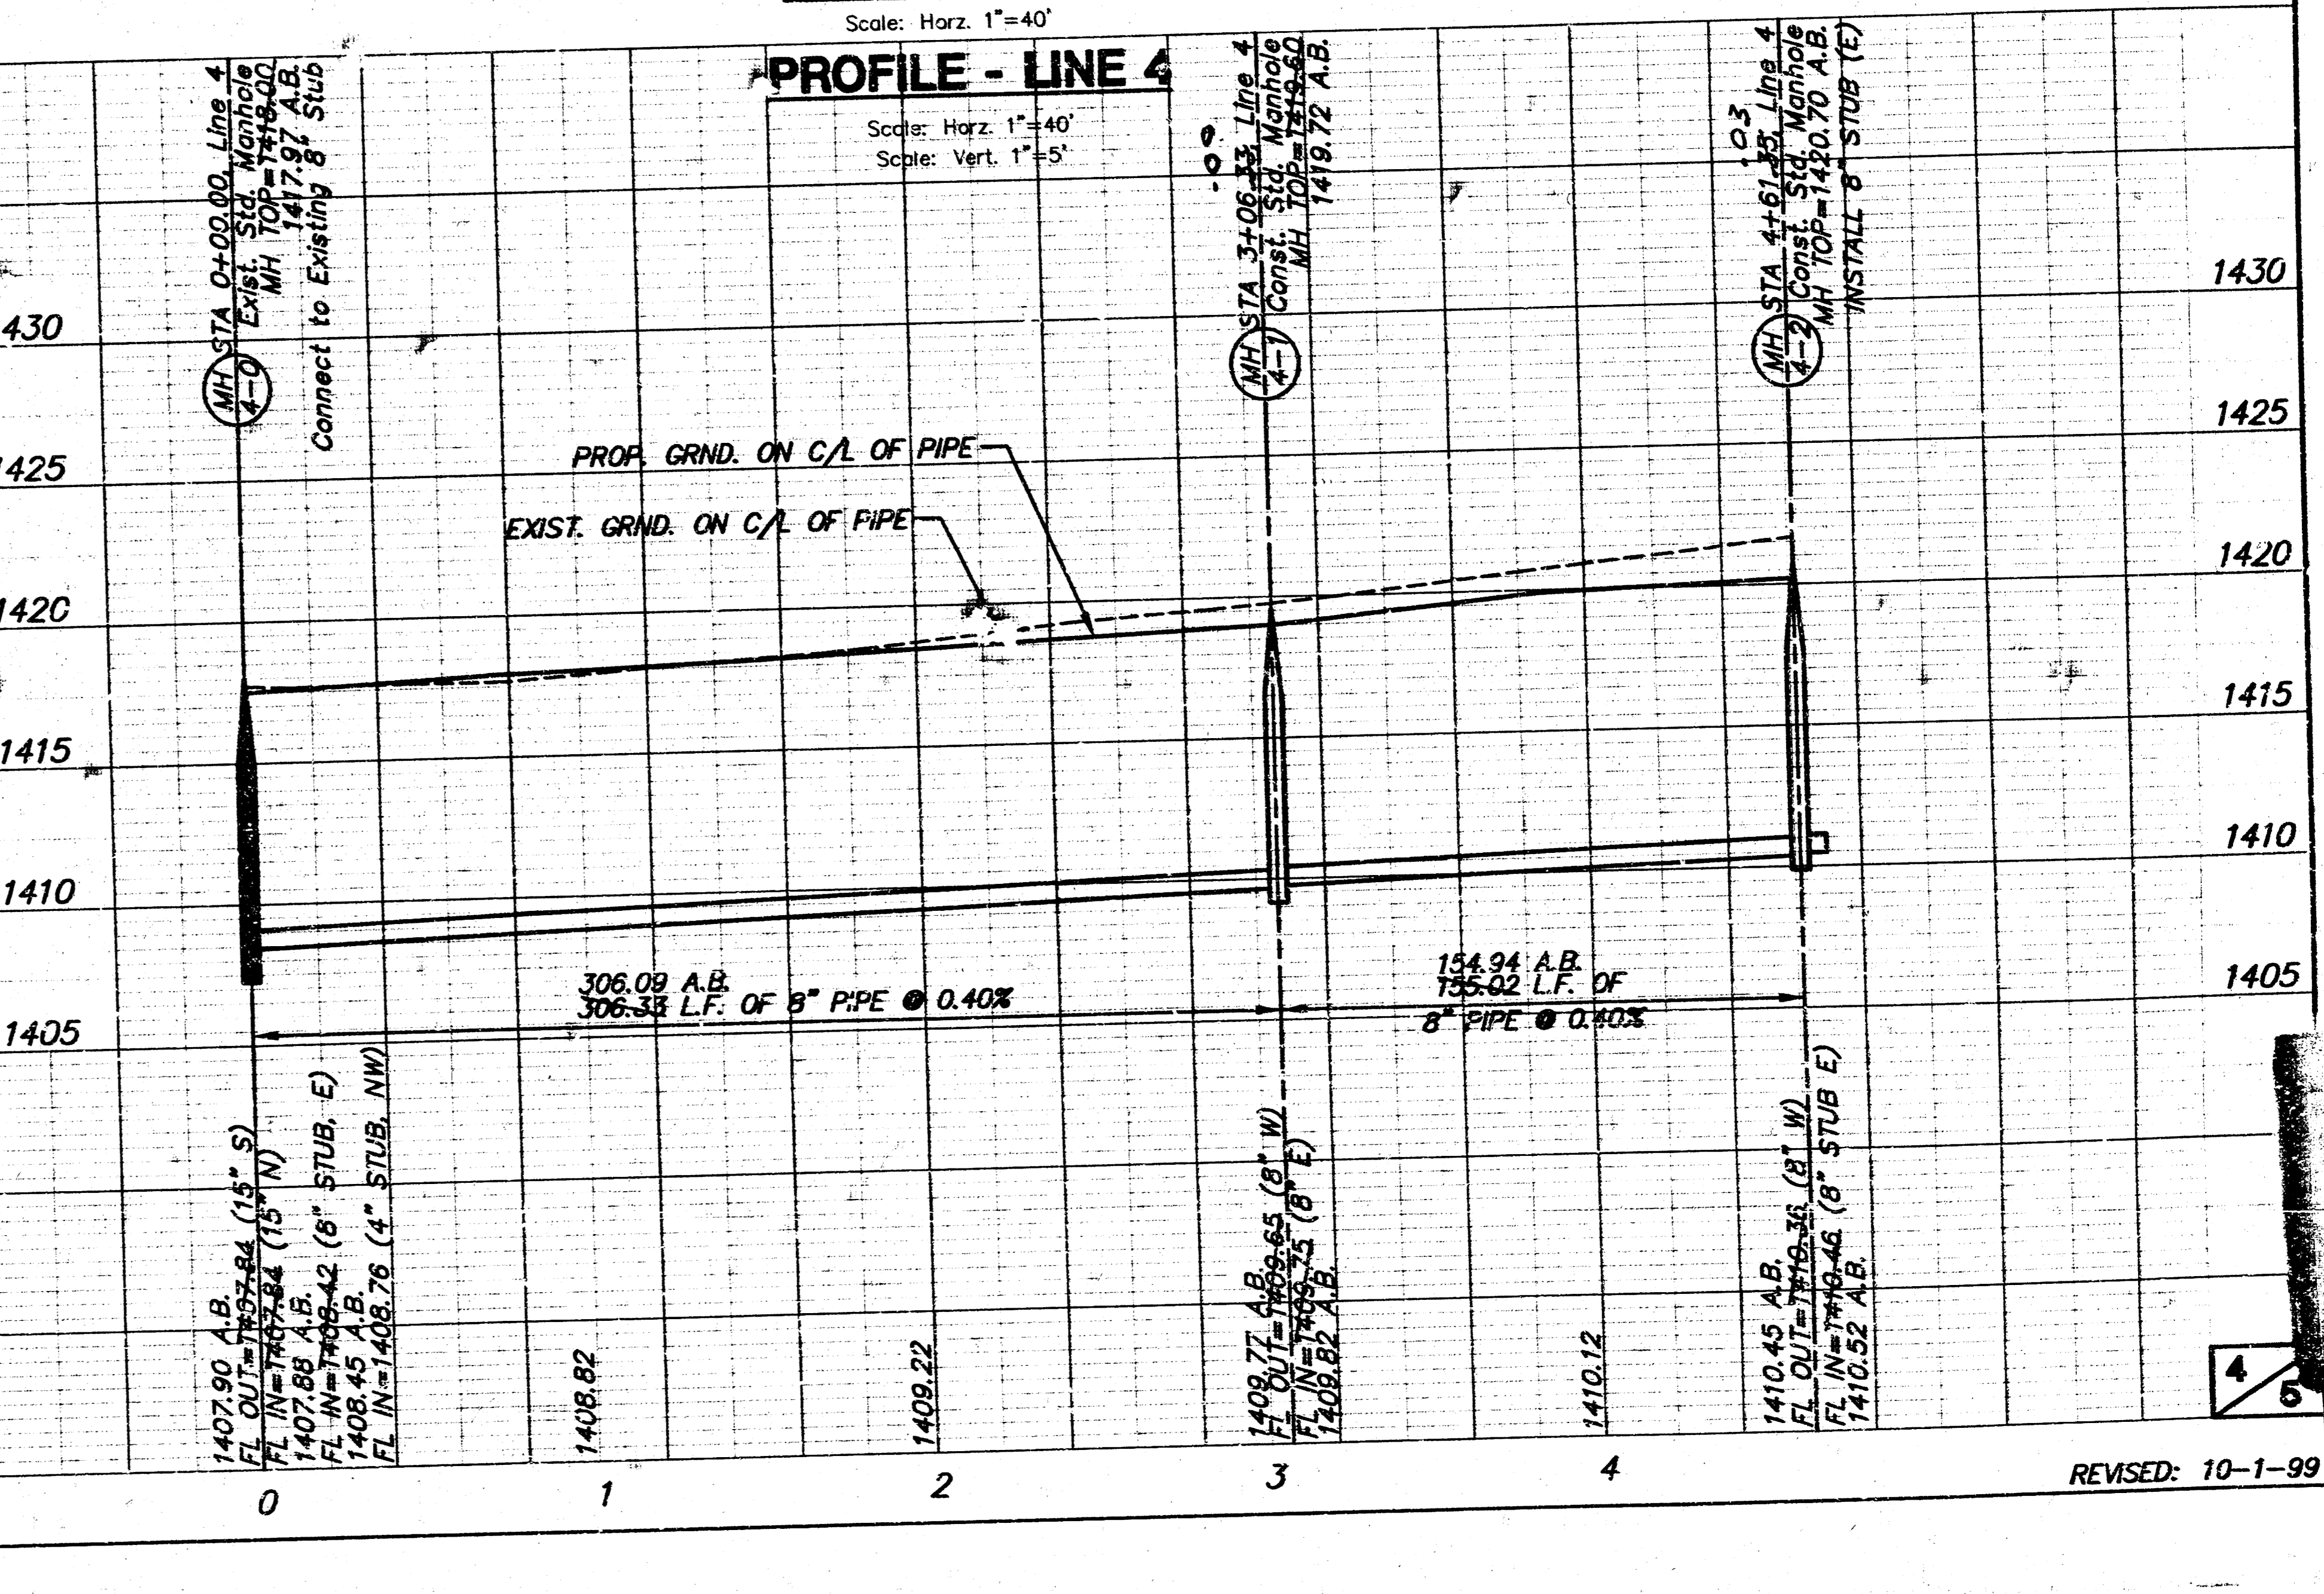 Scale: Horz. 1"=40'
PROFILE - LINE 4
Scale: Horz. 1"=40'
Scale: Vert. 1"=5'
MH 4-0
STA 0+00.00, Line 4
Exist. Std. Manhole
MH TOP=1418.00
1417.97 A.B.
Connect to Existing 8" Stub
.09
MH 4-1
STA 3+06.33, Line 4
Const. Std. Manhole
MH TOP=1419.60
1419.72 A.B.
.03
MH 4-2
STA 4+61.35, Line 4
Const. Std. Manhole
MH TOP=1420.70 A.B.
INSTALL 8" STUB (E)
430
1430
1425
1425
PROP. GRND. ON C/L OF PIPE
EXIST. GRND. ON C/L OF PIPE
1420
1420
1415
1415
1410
1410
1405
1405
306.09 A.B.
306.33 L.F. OF 8" PIPE @ 0.40%
154.94 A.B.
155.02 L.F. OF
8" PIPE @ 0.40%
1407.90 A.B.
FL OUT=1407.84 (15" S)
FL IN=1407.84 (15" N)
1407.88 A.B.
FL IN=1408.42 (8" STUB, E)
1408.45 A.B.
FL IN=1408.76 (4" STUB, NW)
1408.82
1409.22
1409.77 A.B.
FL OUT=1409.65 (8" W)
FL IN=1409.75 (8" E)
1409.82 A.B.
1410.12
1410.45 A.B.
FL OUT=1410.36 (8" W)
FL IN=1410.46 (8" STUB E)
1410.52 A.B.
4
5
0
1
2
3
4
REVISED: 10-1-99